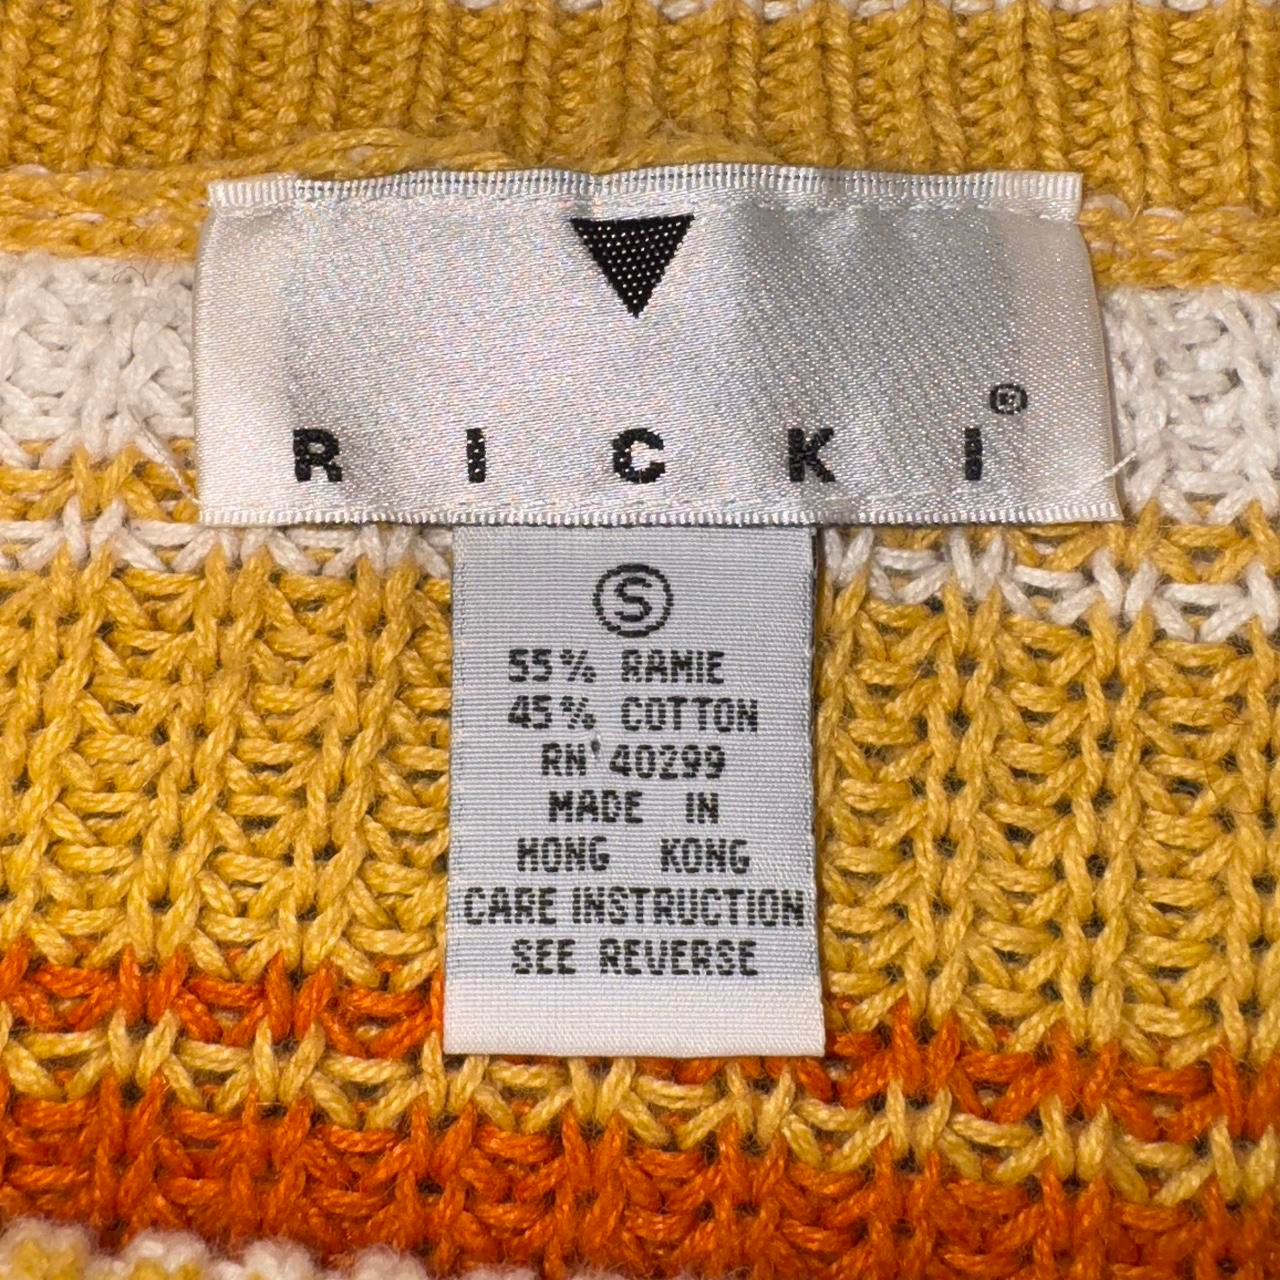 RICKI®
S
55% RAMIE
45% COTTON
RN 40299
MADE IN
HONG KONG
CARE INSTRUCTION
SEE REVERSE